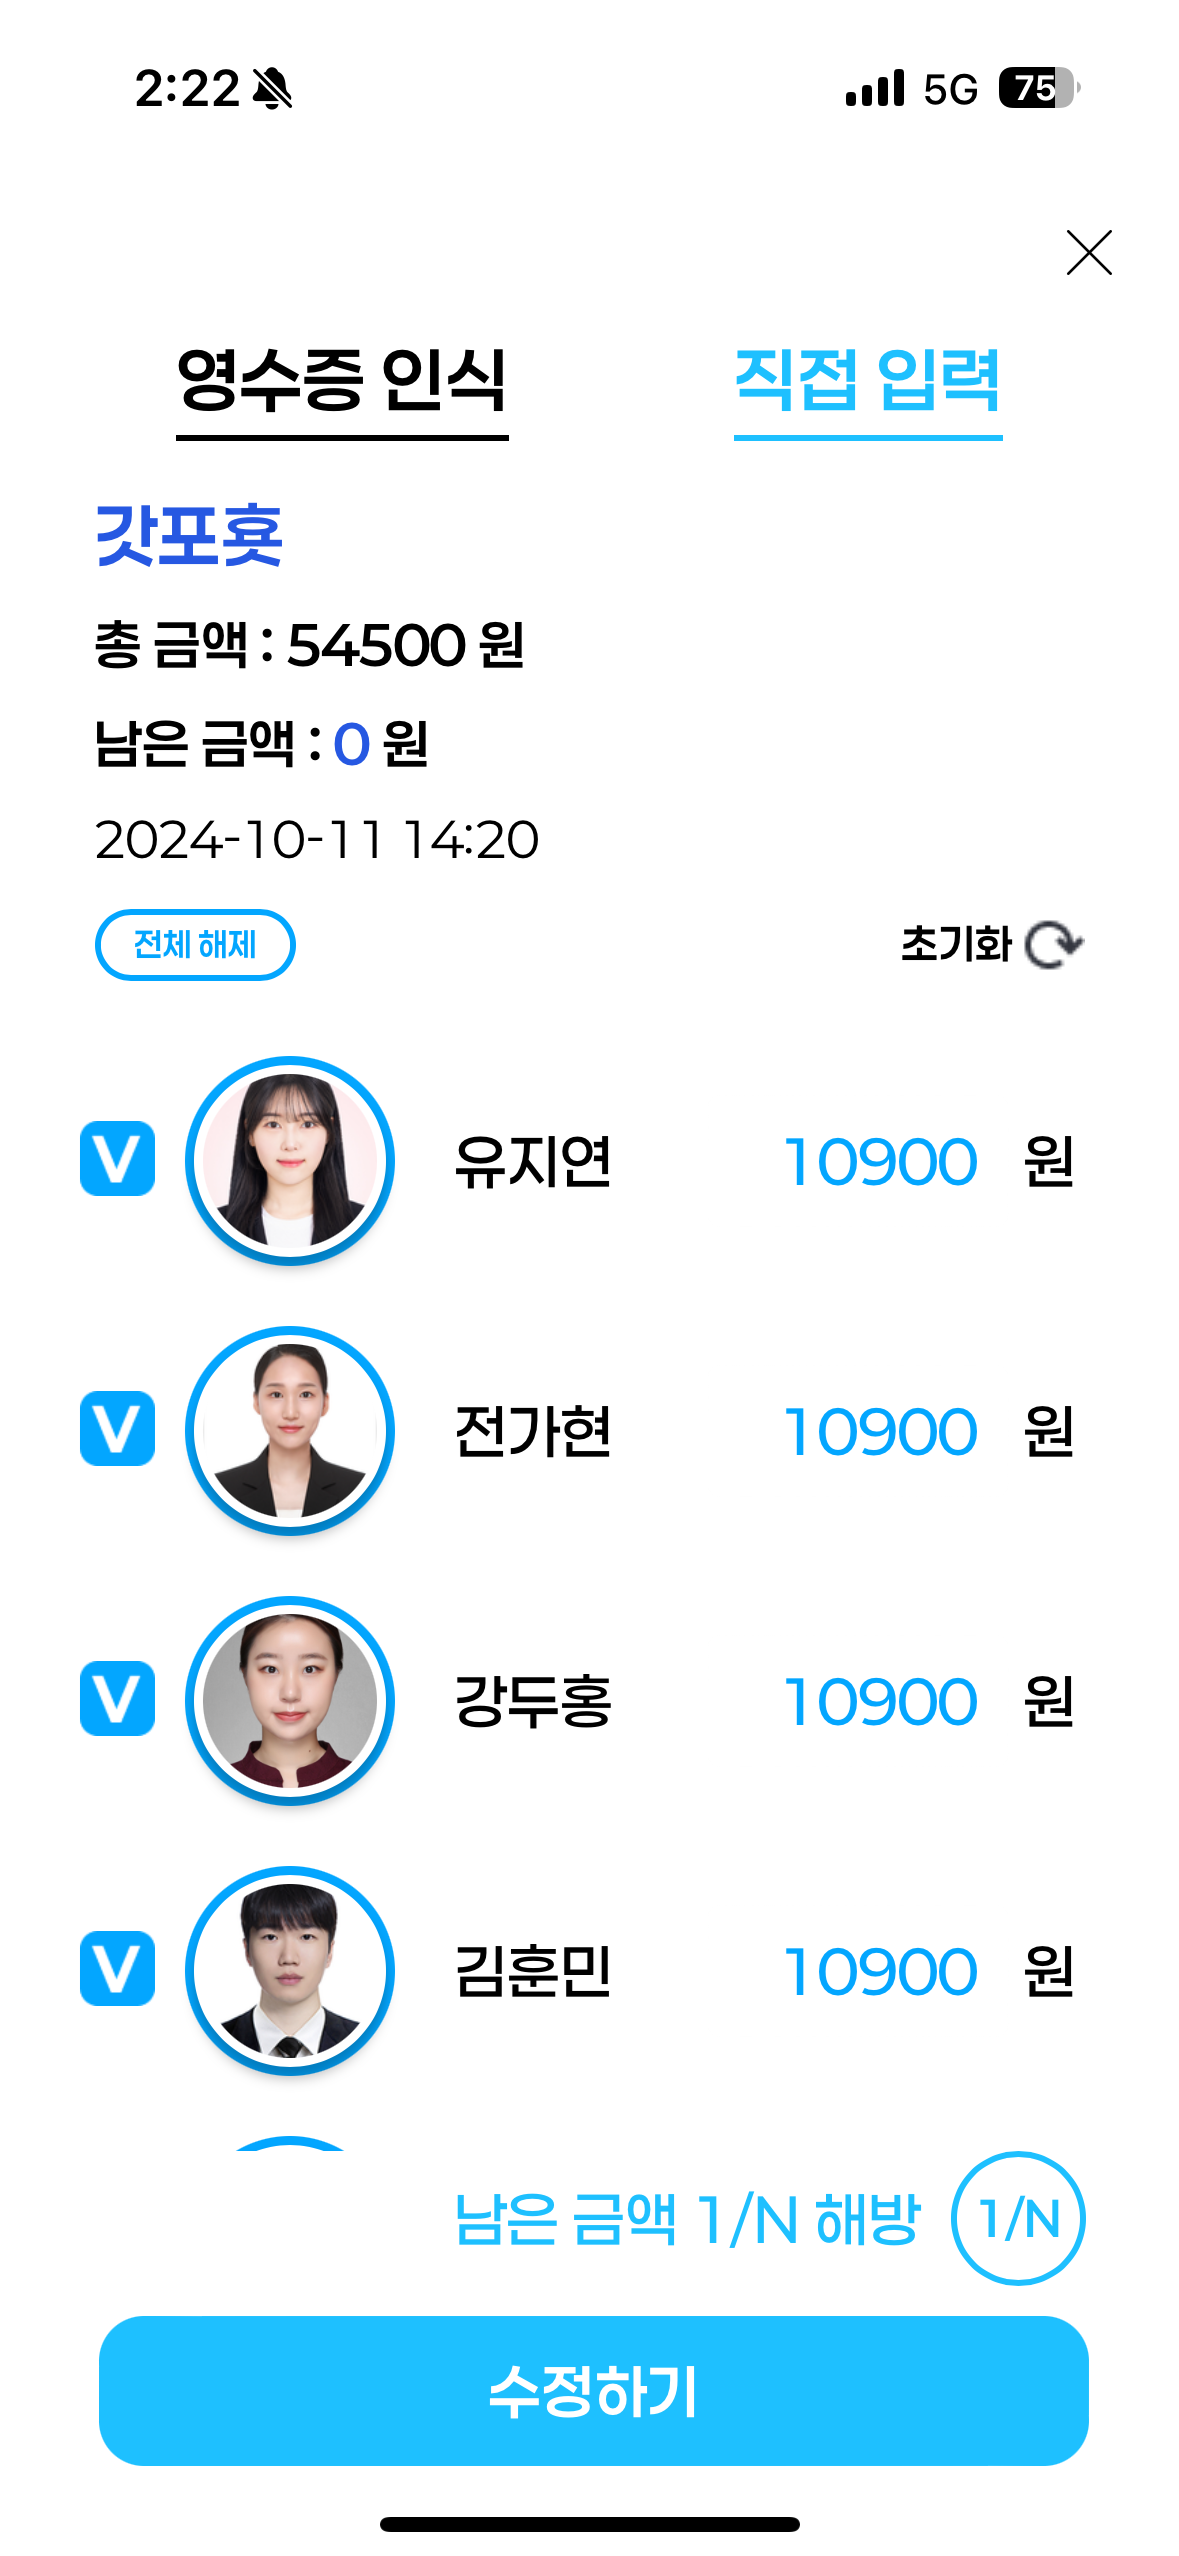 2:22 5G 75
영수증 인식 직접 입력
갓포훗
총 금액 : 54500 원
남은 금액 : 0 원
2024-10-11 14:20
전체 해제 초기화
V 유지연 10900 원
V 전가현 10900 원
V 강두홍 10900 원
V 김훈민 10900 원
남은 금액 1/N 해방 1/N
수정하기